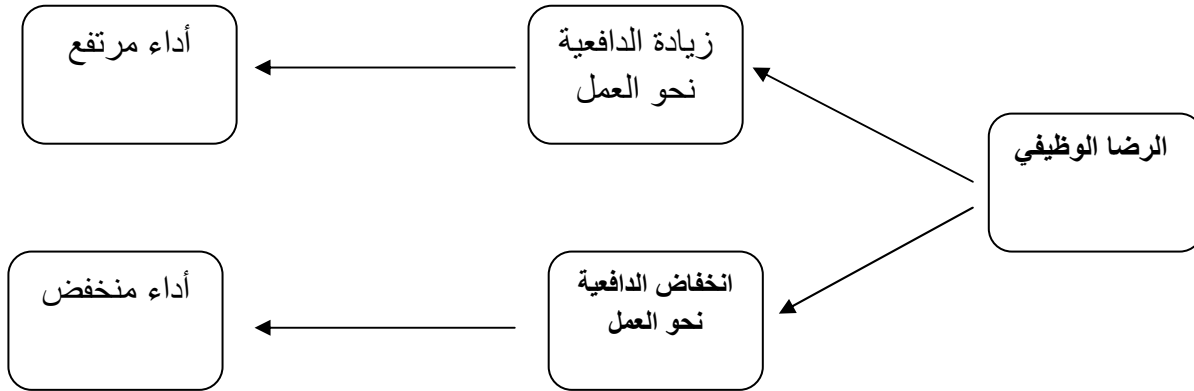 الرضا الوظيفي
زيادة الدافعية
نحو العمل
أداء مرتفع
انخفاض الدافعية
نحو العمل
أداء منخفض